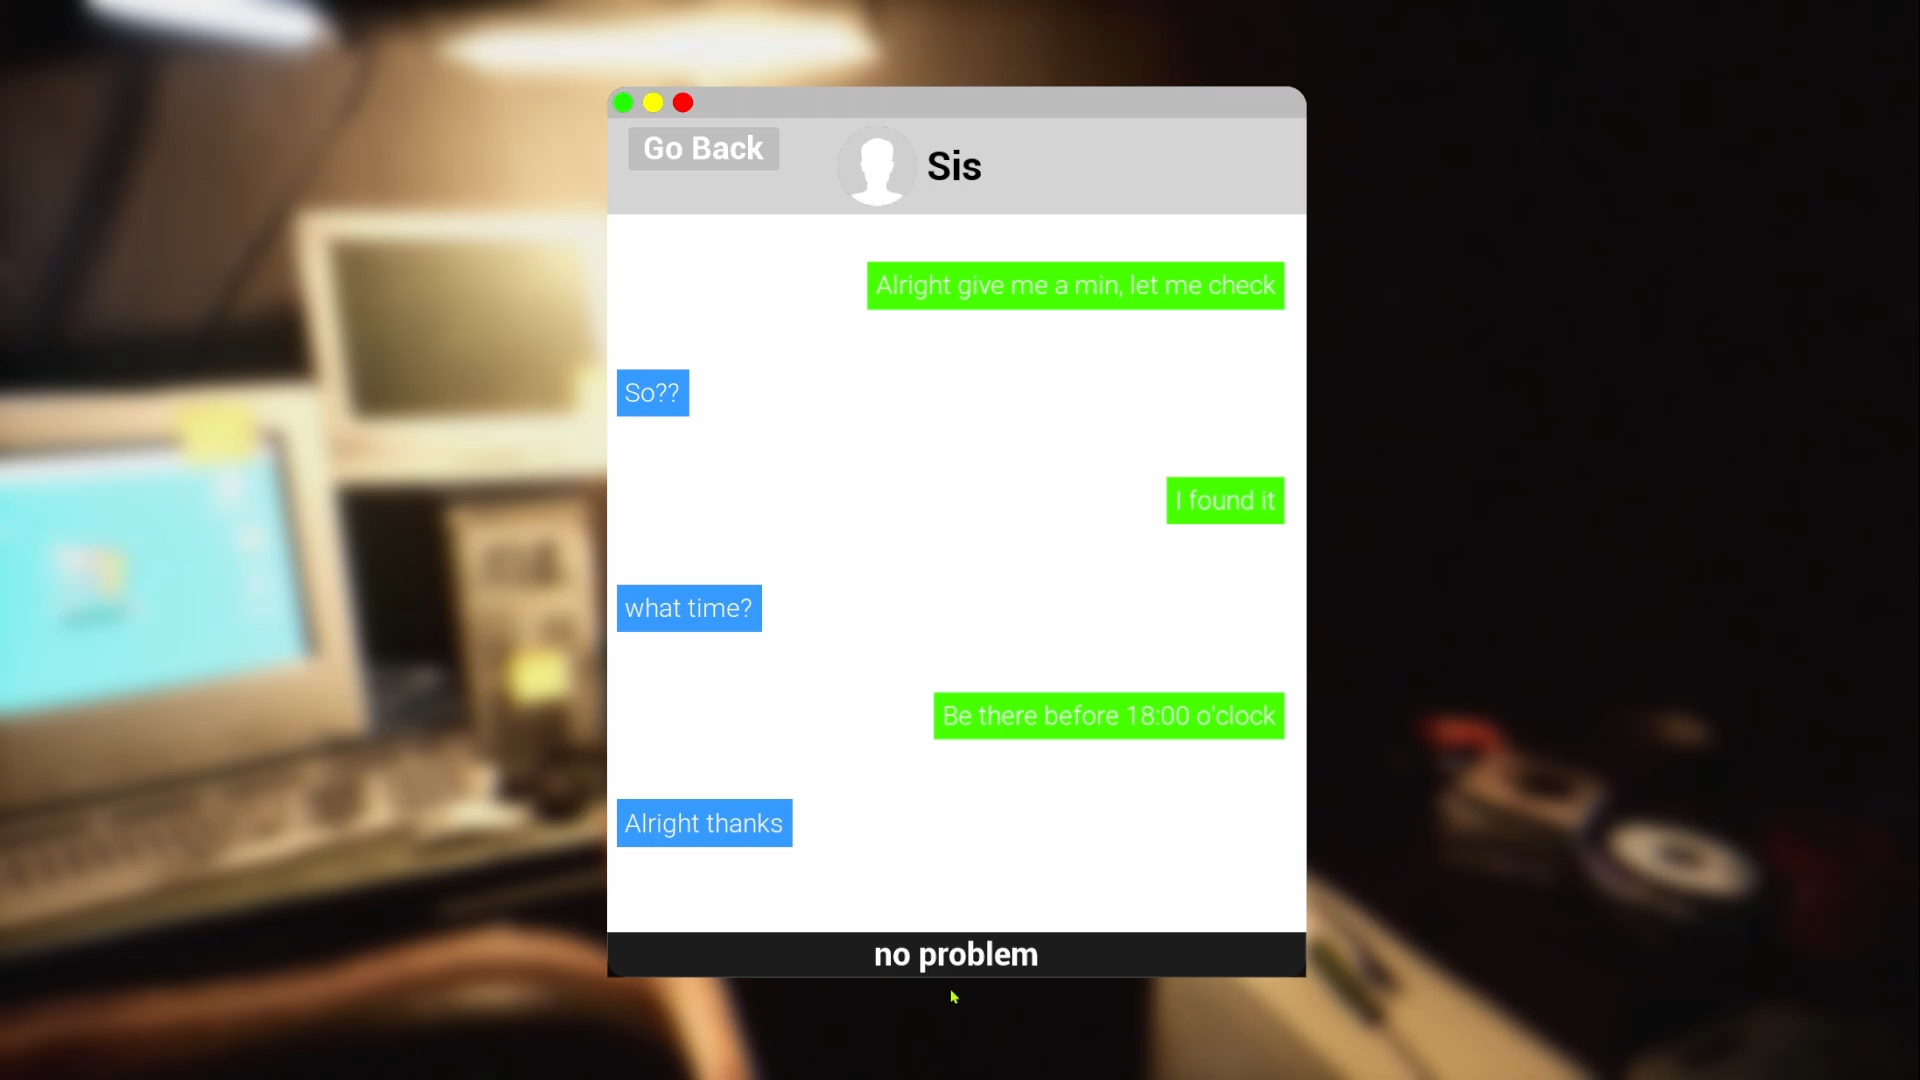 Go Back
Sis
Alright give me a min, let me check
So??
I found it
what time?
Be there before 18:00 o'clock
Alright thanks
no problem